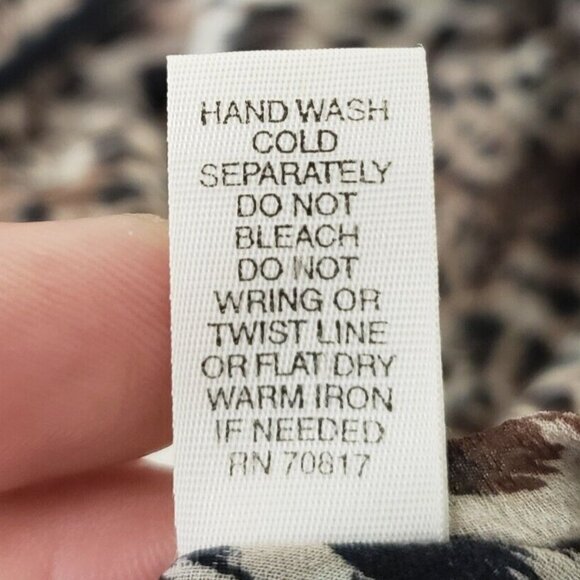 HAND WASH
COLD
SEPARATELY
DO NOT
BLEACH
DO NOT
WRING OR
TWIST LINE
OR FLAT DRY
WARM IRON
IF NEEDED
RN 70817